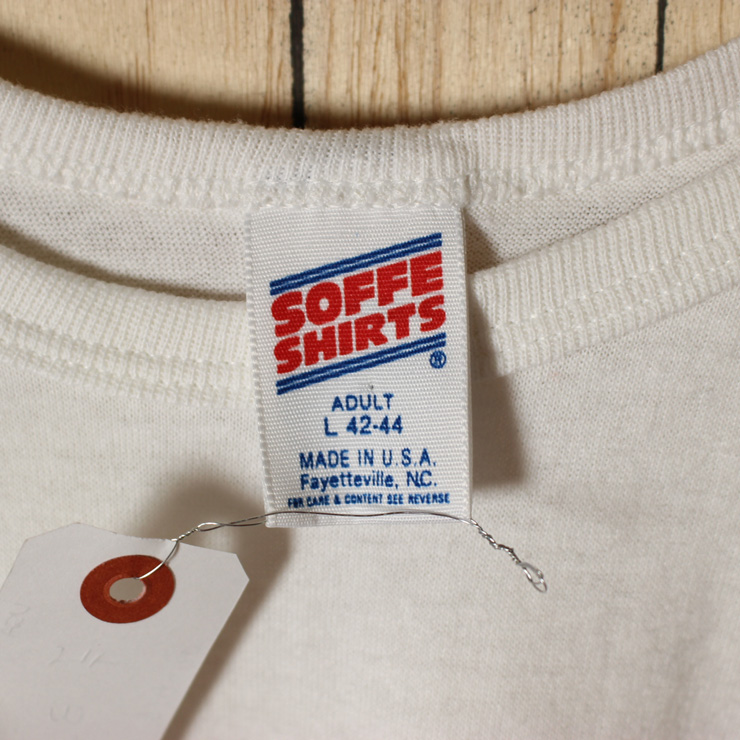 SOFFE
SHIRTS®
ADULT
L 42-44
MADE IN U.S.A.
Fayetteville, NC.
FOR CARE & CONTENT SEE REVERSE